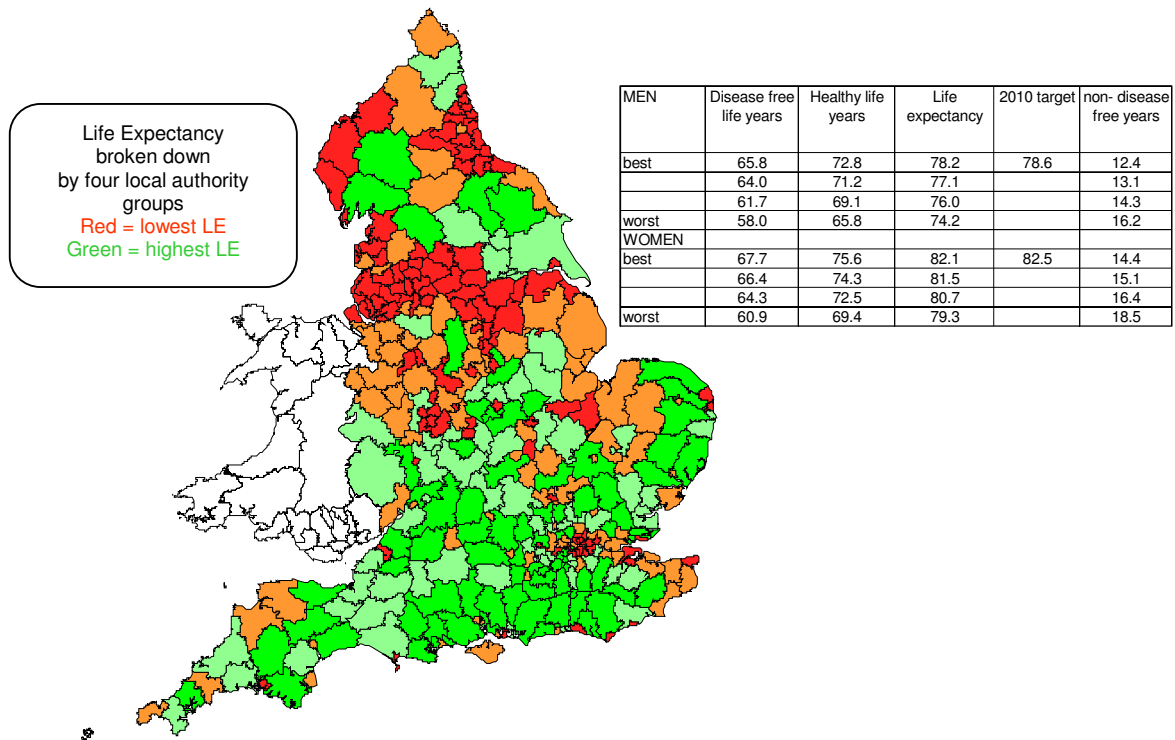 Life Expectancy
broken down
by four local authority
groups
Red = lowest LE
Green = highest LE
MEN Disease free life years Healthy life years Life expectancy 2010 target non- disease free years
best 65.8 72.8 78.2 78.6 12.4
64.0 71.2 77.1 13.1
61.7 69.1 76.0 14.3
worst 58.0 65.8 74.2 16.2
WOMEN
best 67.7 75.6 82.1 82.5 14.4
66.4 74.3 81.5 15.1
64.3 72.5 80.7 16.4
worst 60.9 69.4 79.3 18.5